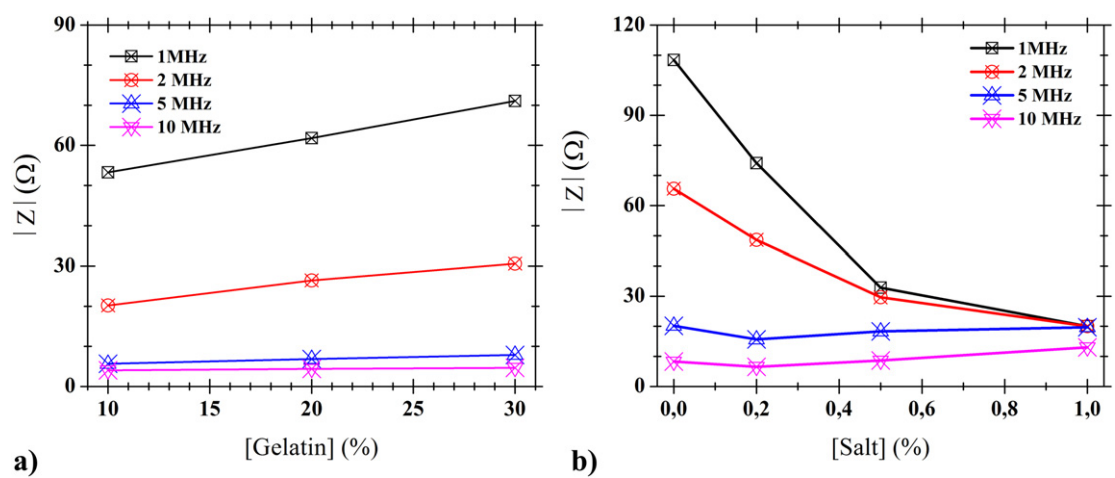 90
60
30
0
|Z| (Ω)
1MHz
2 MHz
5 MHz
10 MHz
10 15 20 25 30
[Gelatin] (%)
a)
120
90
60
30
0
|Z| (Ω)
1MHz
2 MHz
5 MHz
10 MHz
0,0 0,2 0,4 0,6 0,8 1,0
[Salt] (%)
b)